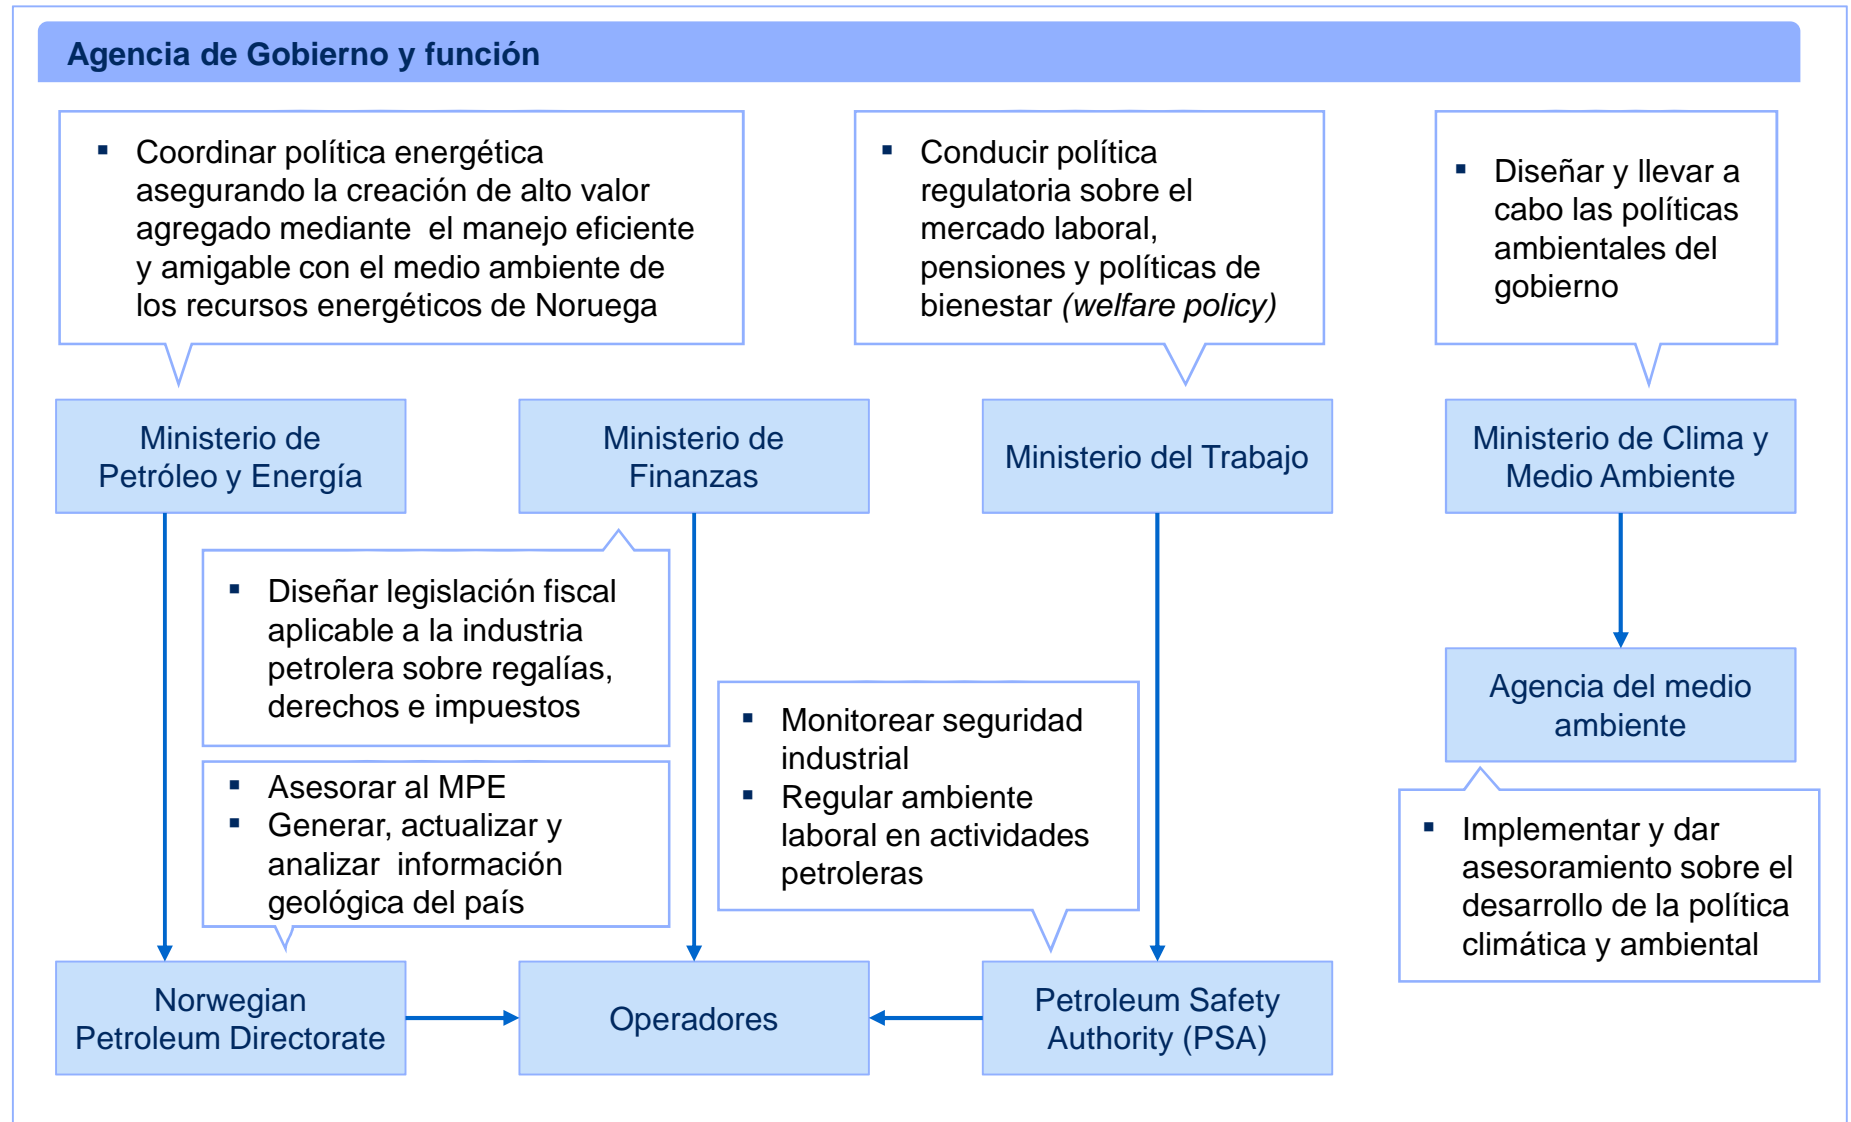 Agencia de Gobierno y función
▪ Coordinar política energética
asegurando la creación de alto valor
agregado mediante  el manejo eficiente
y amigable con el medio ambiente de
los recursos energéticos de Noruega
▪ Conducir política
regulatoria sobre el
mercado laboral,
pensiones y políticas de
bienestar (welfare policy)
▪ Diseñar y llevar a
cabo las políticas
ambientales del
gobierno
Ministerio de
Petróleo y Energía
Ministerio de
Finanzas
Ministerio del Trabajo
Ministerio de Clima y
Medio Ambiente
▪ Diseñar legislación fiscal
aplicable a la industria
petrolera sobre regalías,
derechos e impuestos
▪ Asesorar al MPE
▪ Generar, actualizar y
analizar  información
geológica del país
▪ Monitorear seguridad
industrial
▪ Regular ambiente
laboral en actividades
petroleras
Agencia del medio
ambiente
▪ Implementar y dar
asesoramiento sobre el
desarrollo de la política
climática y ambiental
Norwegian
Petroleum Directorate
Operadores
Petroleum Safety
Authority (PSA)